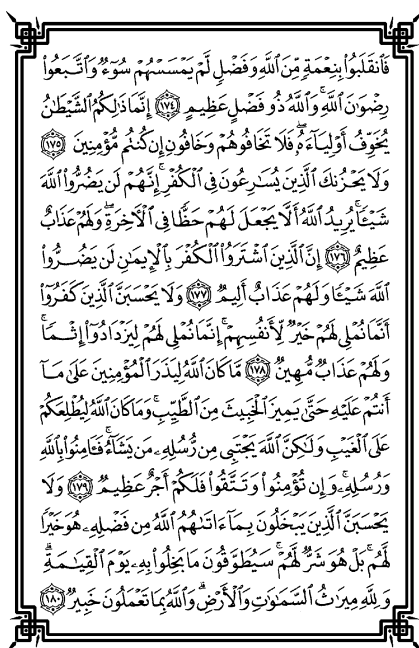 فَٱنقَلَبُوا۟ بِنِعْمَةٍ مِّنَ ٱللَّهِ وَفَضْلٍ لَّمْ يَمْسَسْهُمْ سُوٓءٌ وَٱتَّبَعُوا۟
رِضْوَٰنَ ٱللَّهِ ۗ وَٱللَّهُ ذُو فَضْلٍ عَظِيمٍ ١٧٤ إِنَّمَا ذَٰلِكُمُ ٱلشَّيْطَٰنُ
يُخَوِّفُ أَوْلِيَآءَهُۥ فَلَا تَخَافُوهُمْ وَخَافُونِ إِن كُنتُم مُّؤْمِنِينَ ١٧٥
وَلَا يَحْزُنكَ ٱلَّذِينَ يُسَٰرِعُونَ فِى ٱلْكُفْرِ ۚ إِنَّهُمْ لَن يَضُرُّوا۟ ٱللَّهَ
شَيْـًٔا ۗ يُرِيدُ ٱللَّهُ أَلَّا يَجْعَلَ لَهُمْ حَظًّا فِى ٱلْـَٔاخِرَةِ ۖ وَلَهُمْ عَذَابٌ
عَظِيمٌ ١٧٦ إِنَّ ٱلَّذِينَ ٱشْتَرَوُا۟ ٱلْكُفْرَ بِٱلْإِيمَٰنِ لَن يَضُرُّوا۟
ٱللَّهَ شَيْـًٔا وَلَهُمْ عَذَابٌ أَلِيمٌ ١٧٧ وَلَا يَحْسَبَنَّ ٱلَّذِينَ كَفَرُوٓا۟
أَنَّمَا نُمْلِى لَهُمْ خَيْرٌ لِّأَنفُسِهِمْ ۚ إِنَّمَا نُمْلِى لَهُمْ لِيَزْدَادُوٓا۟ إِثْمًا ۚ
وَلَهُمْ عَذَابٌ مُّهِينٌ ١٧٨ مَّا كَانَ ٱللَّهُ لِيَذَرَ ٱلْمُؤْمِنِينَ عَلَىٰ مَآ
أَنتُمْ عَلَيْهِ حَتَّىٰ يَمِيزَ ٱلْخَبِيثَ مِنَ ٱلطَّيِّبِ ۗ وَمَا كَانَ ٱللَّهُ لِيُطْلِعَكُمْ
عَلَى ٱلْغَيْبِ وَلَٰكِنَّ ٱللَّهَ يَجْتَبِى مِن رُّسُلِهِۦ مَن يَشَآءُ ۖ فَـَٔامِنُوا۟ بِٱللَّهِ
وَرُسُلِهِۦ ۚ وَإِن تُؤْمِنُوا۟ وَتَتَّقُوا۟ فَلَكُمْ أَجْرٌ عَظِيمٌ ١٧٩ وَلَا
يَحْسَبَنَّ ٱلَّذِينَ يَبْخَلُونَ بِمَآ ءَاتَىٰهُمُ ٱللَّهُ مِن فَضْلِهِۦ هُوَ خَيْرًا
لَّهُم ۖ بَلْ هُوَ شَرٌّ لَّهُمْ ۖ سَيُطَوَّقُونَ مَا بَخِلُوا۟ بِهِۦ يَوْمَ ٱلْقِيَٰمَةِ ۗ
وَلِلَّهِ مِيرَٰثُ ٱلسَّمَٰوَٰتِ وَٱلْأَرْضِ ۗ وَٱللَّهُ بِمَا تَعْمَلُونَ خَبِيرٌ ١٨٠